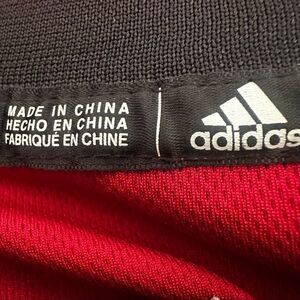 MADE IN CHINA
HECHO EN CHINA
FABRIQUÉ EN CHINE
adidas